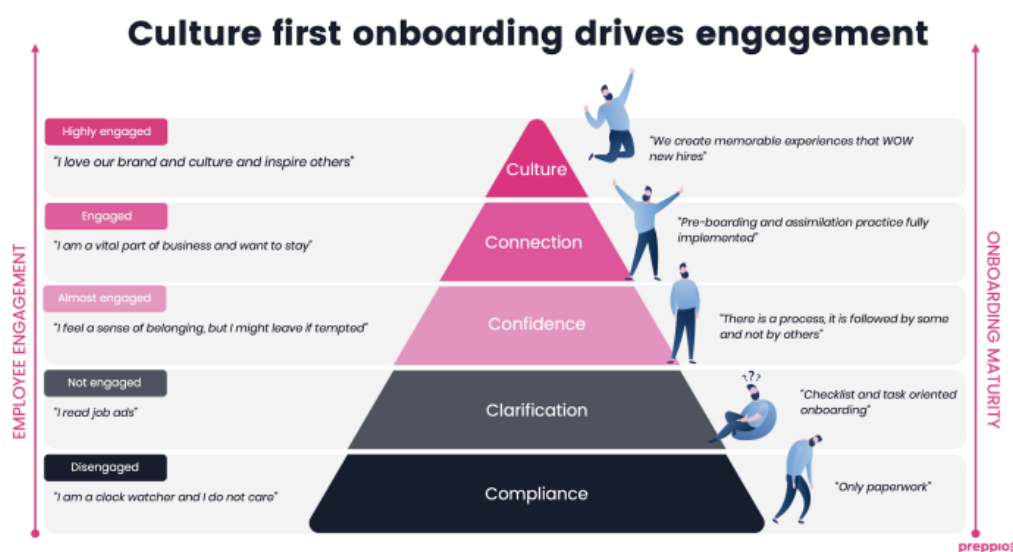 Culture first onboarding drives engagement
EMPLOYEE ENGAGEMENT
ONBOARDING MATURITY
Highly engaged
"I love our brand and culture and inspire others"
Culture
"We create memorable experiences that WOW
new hires"
Engaged
"I am a vital part of business and want to stay"
Connection
"Pre-boarding and assimilation practice fully
implemented"
Almost engaged
"I feel a sense of belonging, but I might leave if tempted"
Confidence
"There is a process, it is followed by some
and not by others"
Not engaged
"I read job ads"
Clarification
???
"Checklist and task oriented
onboarding"
Disengaged
"I am a clock watcher and I do not care"
Compliance
"Only paperwork"
preppio